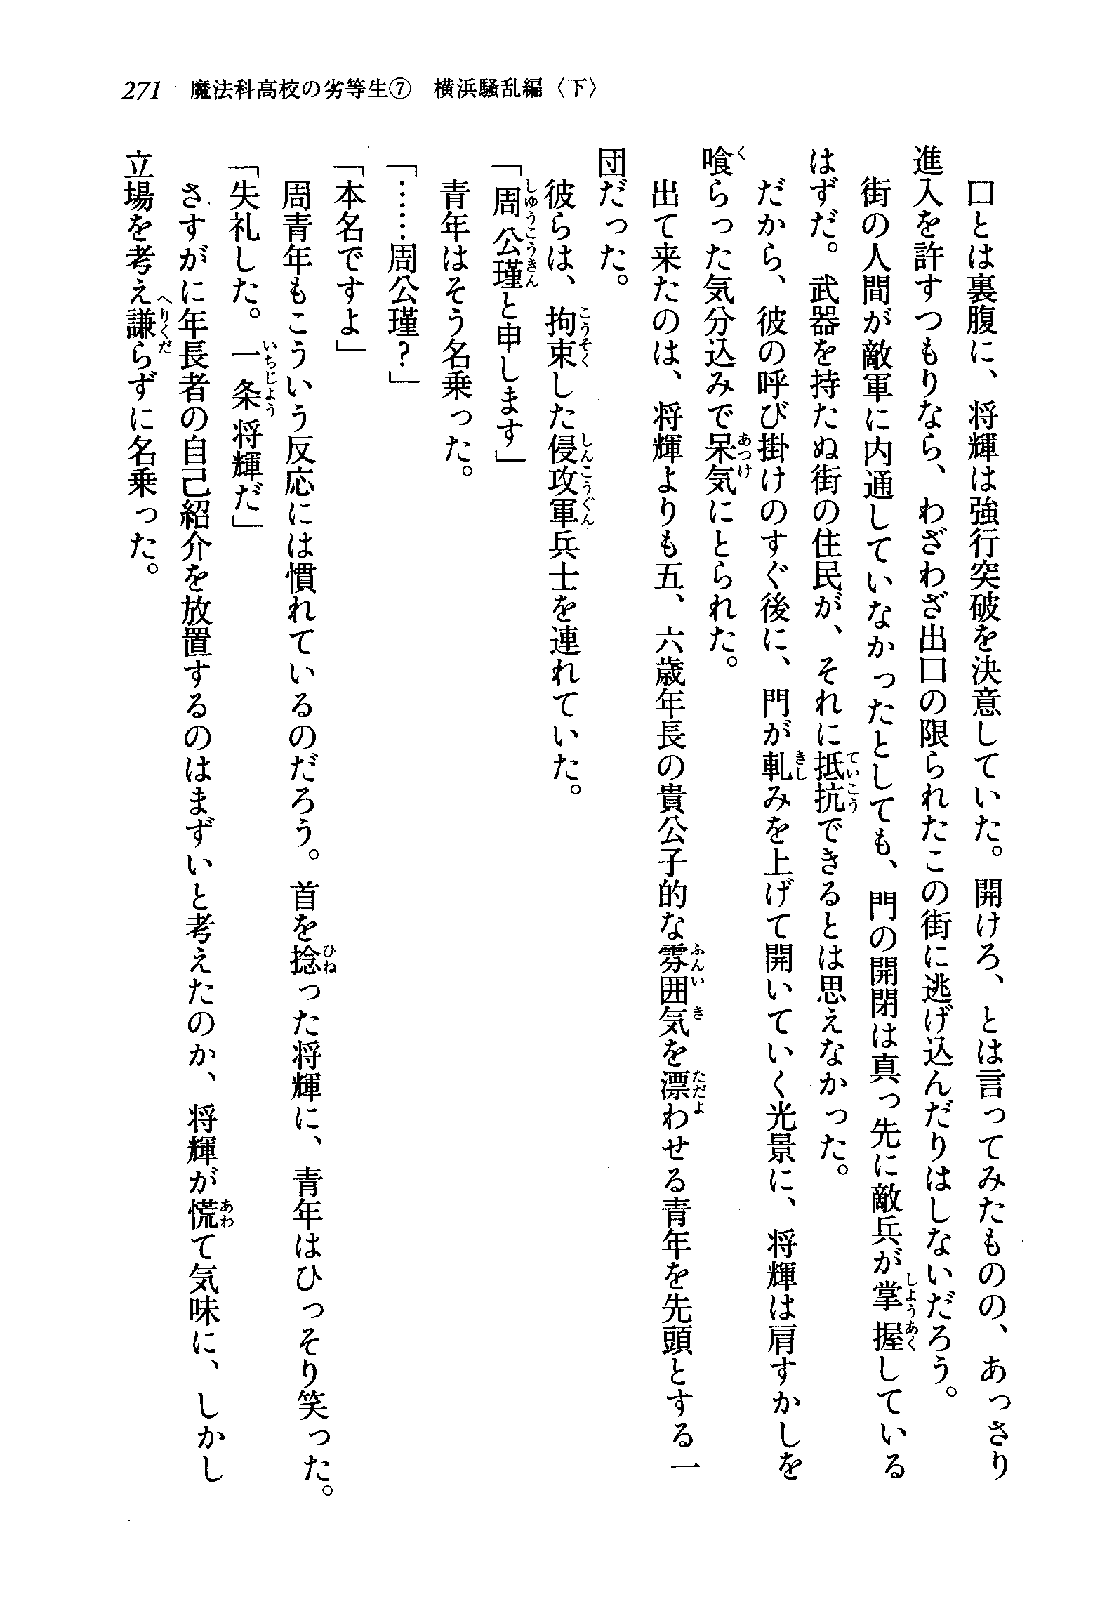 271　魔法科高校の劣等生⑦　横浜騒乱編〈下〉
　口とは裏腹に、将輝は強行突破を決意していた。開けろ、とは言ってみたものの、あっさり
進入を許すつもりなら、わざわざ出口の限られたこの街に逃げ込んだりはしないだろう。
　街の人間が敵軍に内通していなかったとしても、門の開閉は真っ先に敵兵が掌握している
はずだ。武器を持たぬ街の住民が、それに抵抗できるとは思えなかった。
　だから、彼の呼び掛けのすぐ後に、門が軋みを上げて開いていく光景に、将輝は肩すかしを
喰らった気分込みで呆気にとられた。
　出て来たのは、将輝よりも五、六歳年長の貴公子的な雰囲気を漂わせる青年を先頭とする一
団だった。
　彼らは、拘束した侵攻軍兵士を連れていた。
「周公瑾と申します」
　青年はそう名乗った。
「……周公瑾？」
「本名ですよ」
　周青年もこういう反応には慣れているのだろう。首を捻った将輝に、青年はひっそり笑った。
「失礼した。一条将輝だ」
　さすがに年長者の自己紹介を放置するのはまずいと考えたのか、将輝が慌て気味に、しかし
立場を考え謙らずに名乗った。